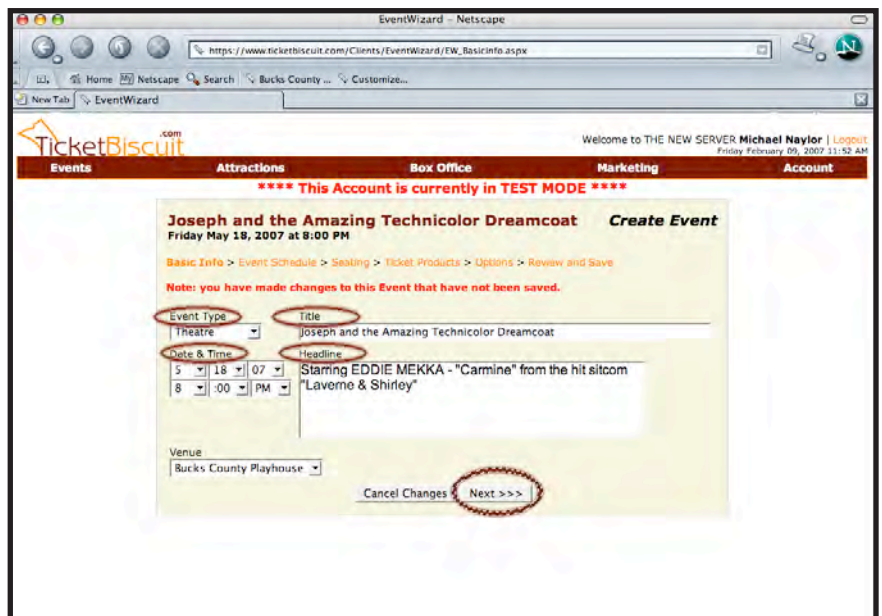 EventWizard – Netscape
https://www.ticketbiscuit.com/Clients/EventWizard/EW_BasicInfo.aspx
Home My Netscape Search Bucks County ... Customize...
New Tab EventWizard
TicketBiscuit.com
Welcome to THE NEW SERVER Michael Naylor | Logout
Friday February 09, 2007 11:52 AM
Events Attractions Box Office Marketing Account
**** This Account is currently in TEST MODE ****
Joseph and the Amazing Technicolor Dreamcoat Create Event
Friday May 18, 2007 at 8:00 PM
Basic Info > Event Schedule > Seating > Ticket Products > Options > Review and Save
Note: you have made changes to this Event that have not been saved.
Event Type Title
Theatre Joseph and the Amazing Technicolor Dreamcoat
Date & Time Headline
5 18 07 Starring EDDIE MEKKA - "Carmine" from the hit sitcom
8 :00 PM "Laverne & Shirley"
Venue
Bucks County Playhouse
Cancel Changes Next >>>